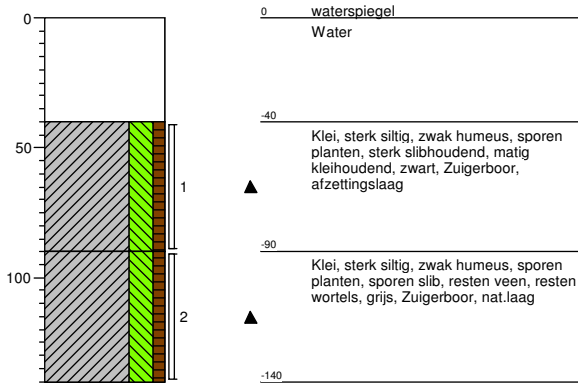 0
50
100
1
2
0
waterspiegel
Water
-40
Klei, sterk siltig, zwak humeus, sporen
planten, sterk slibhoudend, matig
kleihoudend, zwart, Zuigerboor,
afzettingslaag
-90
Klei, sterk siltig, zwak humeus, sporen
planten, sporen slib, resten veen, resten
wortels, grijs, Zuigerboor, nat.laag
-140